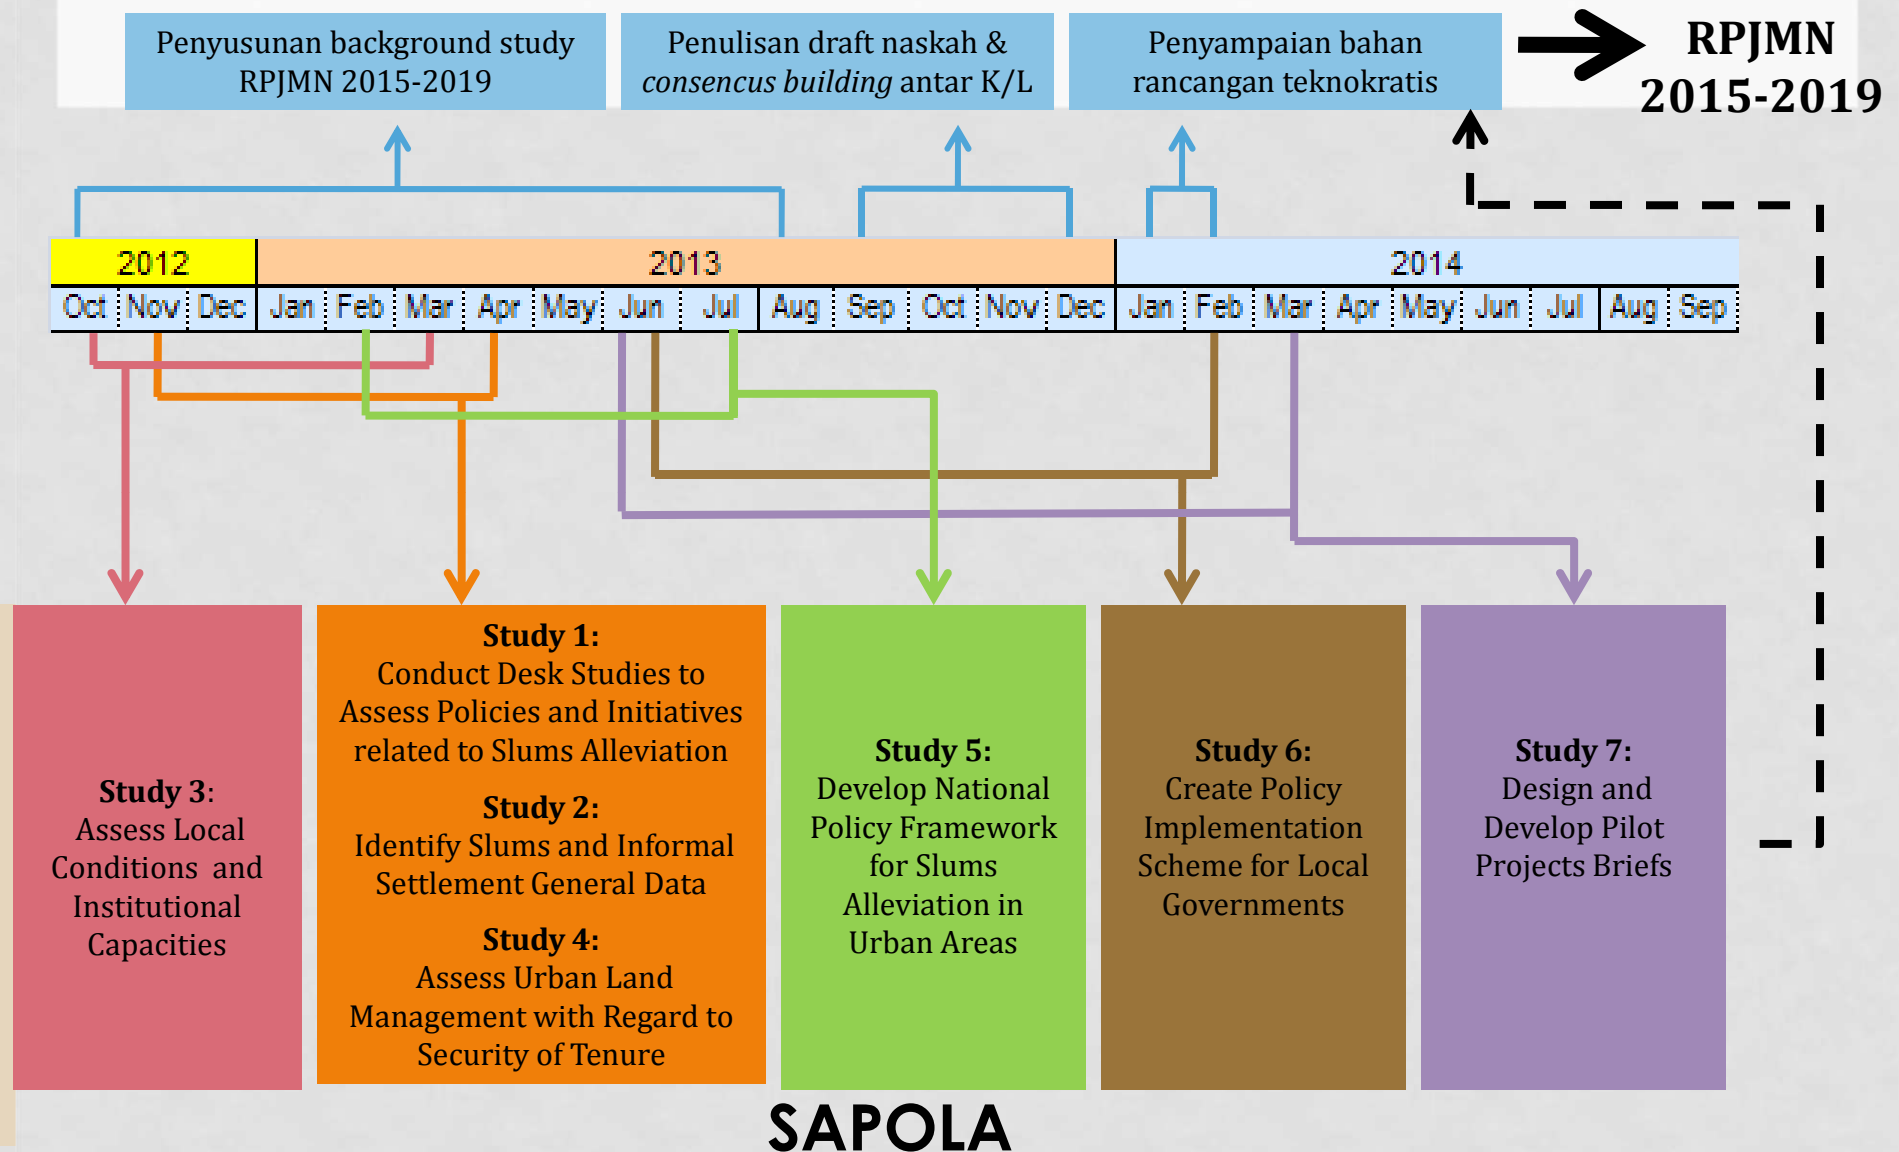 Penyusunan background study
RPJMN 2015-2019
Penulisan draft naskah &
consencus building antar K/L
Penyampaian bahan
rancangan teknokratis
RPJMN
2015-2019
2012 2013 2014
Oct Nov Dec Jan Feb Mar Apr May Jun Jul Aug Sep Oct Nov Dec Jan Feb Mar Apr May Jun Jul Aug Sep
Study 3:
Assess Local
Conditions and
Institutional
Capacities
Study 1:
Conduct Desk Studies to
Assess Policies and Initiatives
related to Slums Alleviation
Study 2:
Identify Slums and Informal
Settlement General Data
Study 4:
Assess Urban Land
Management with Regard to
Security of Tenure
Study 5:
Develop National
Policy Framework
for Slums
Alleviation in
Urban Areas
Study 6:
Create Policy
Implementation
Scheme for Local
Governments
Study 7:
Design and
Develop Pilot
Projects Briefs
SAPOLA